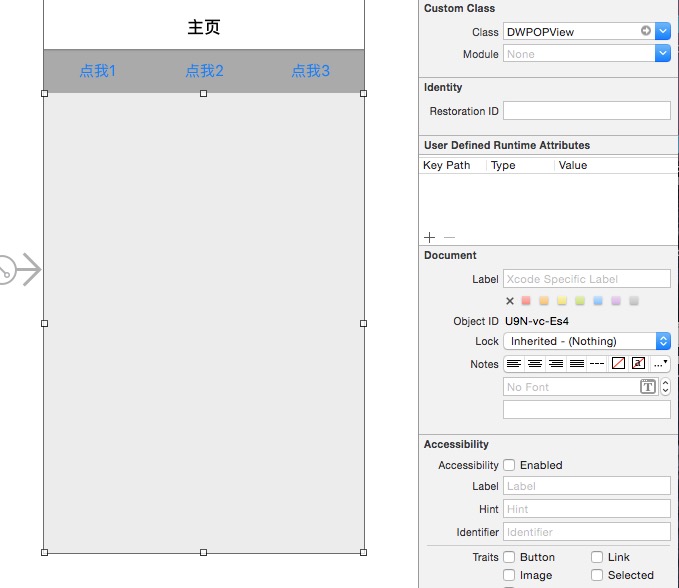 主页
点我1 点我2 点我3
Custom Class
Class DWPOPView
Module None
Identity
Restoration ID
User Defined Runtime Attributes
Key Path Type Value
Document
Label Xcode Specific Label
Object ID U9N-vc-Es4
Lock Inherited - (Nothing)
Notes
No Font
Accessibility
Accessibility Enabled
Label Label
Hint Hint
Identifier Identifier
Traits Button Link
Image Selected